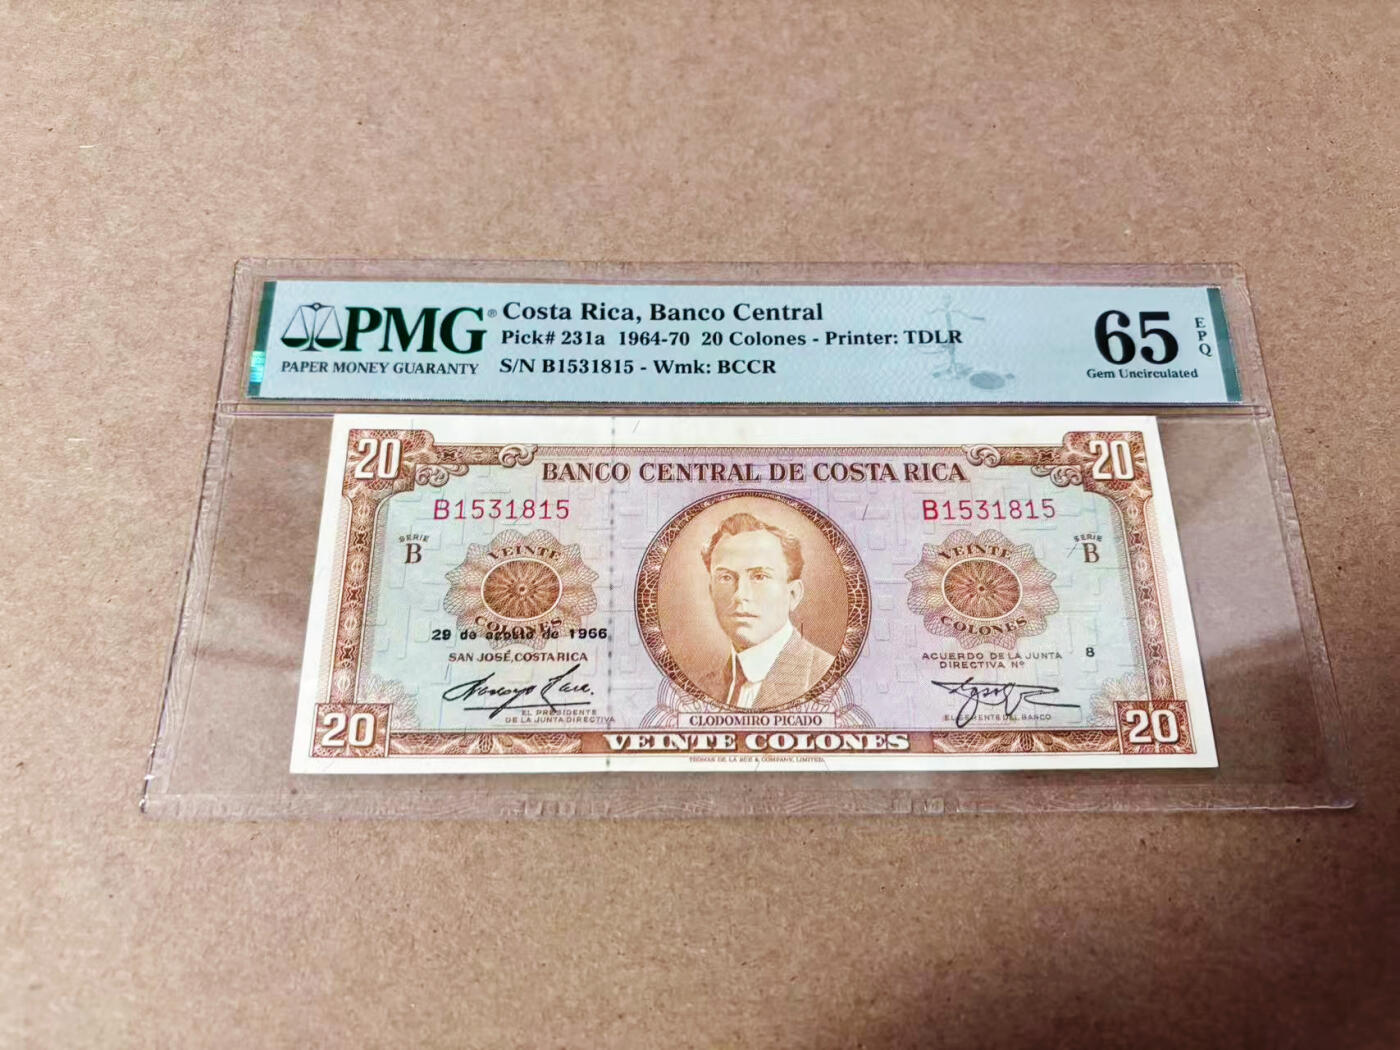 PMG®
PAPER MONEY GUARANTY
Costa Rica, Banco Central
Pick# 231a 1964-70 20 Colones - Printer: TDLR
S/N B1531815 - Wmk: BCCR
65 EPQ
Gem Uncirculated
20 20
BANCO CENTRAL DE COSTA RICA
B1531815 B1531815
SERIE B SERIE B
VEINTE COLONES VEINTE COLONES
29 de agosto de 1966
SAN JOSÉ, COSTA RICA
ACUERDO DE LA JUNTA
DIRECTIVA Nº 8
EL PRESIDENTE
DE LA JUNTA DIRECTIVA
EL GERENTE DEL BANCO
CLODOMIRO PICADO
20 VEINTE COLONES 20
THOMAS DE LA RUE & COMPANY, LIMITED.